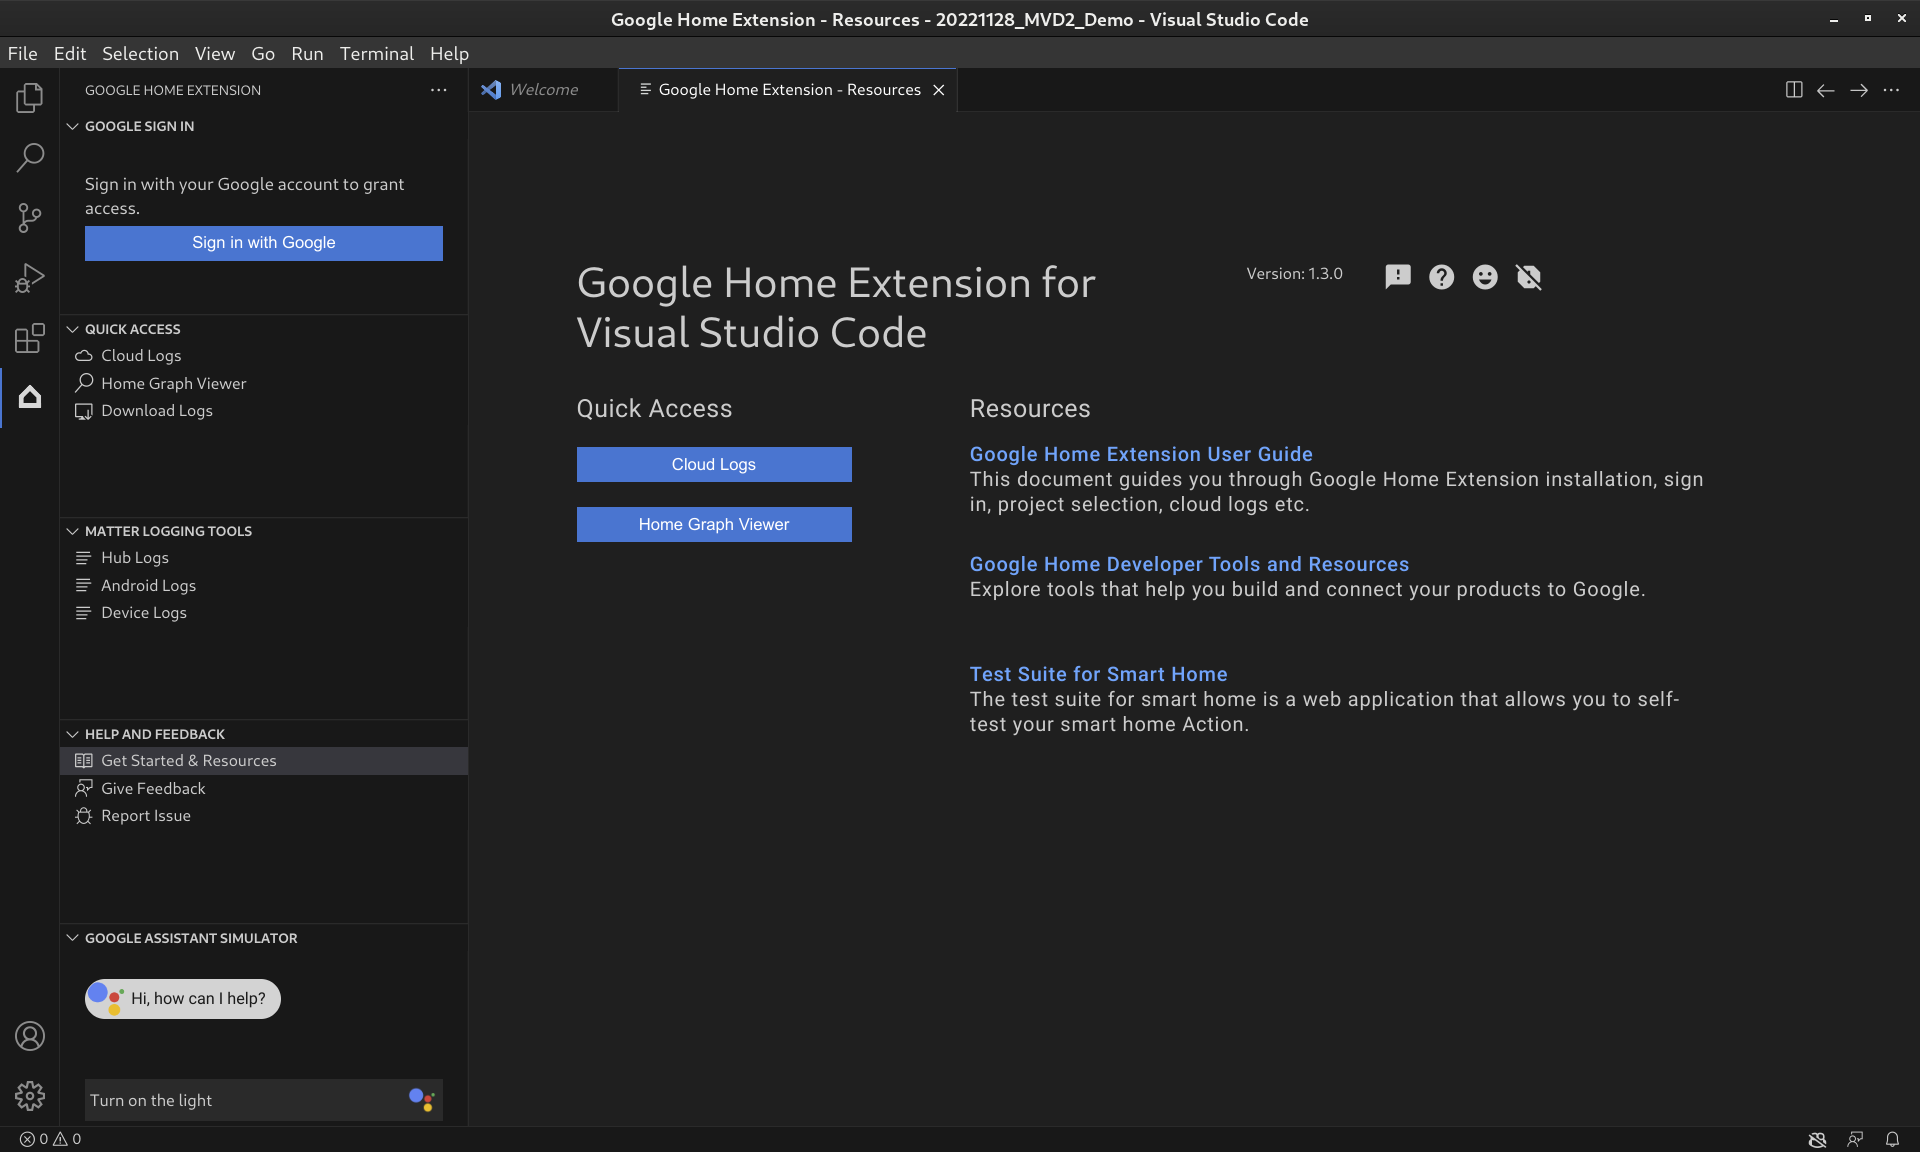 Google Home Extension - Resources - 20221128_MVD2_Demo - Visual Studio Code
File Edit Selection View Go Run Terminal Help
GOOGLE HOME EXTENSION
GOOGLE SIGN IN
Sign in with your Google account to grant
access.
Sign in with Google
QUICK ACCESS
Cloud Logs
Home Graph Viewer
Download Logs
MATTER LOGGING TOOLS
Hub Logs
Android Logs
Device Logs
HELP AND FEEDBACK
Get Started & Resources
Give Feedback
Report Issue
GOOGLE ASSISTANT SIMULATOR
Hi, how can I help?
Turn on the light
Welcome
Google Home Extension - Resources
Google Home Extension for
Visual Studio Code
Version: 1.3.0
Quick Access
Cloud Logs
Home Graph Viewer
Resources
Google Home Extension User Guide
This document guides you through Google Home Extension installation, sign
in, project selection, cloud logs etc.
Google Home Developer Tools and Resources
Explore tools that help you build and connect your products to Google.
Test Suite for Smart Home
The test suite for smart home is a web application that allows you to self-
test your smart home Action.
0 0